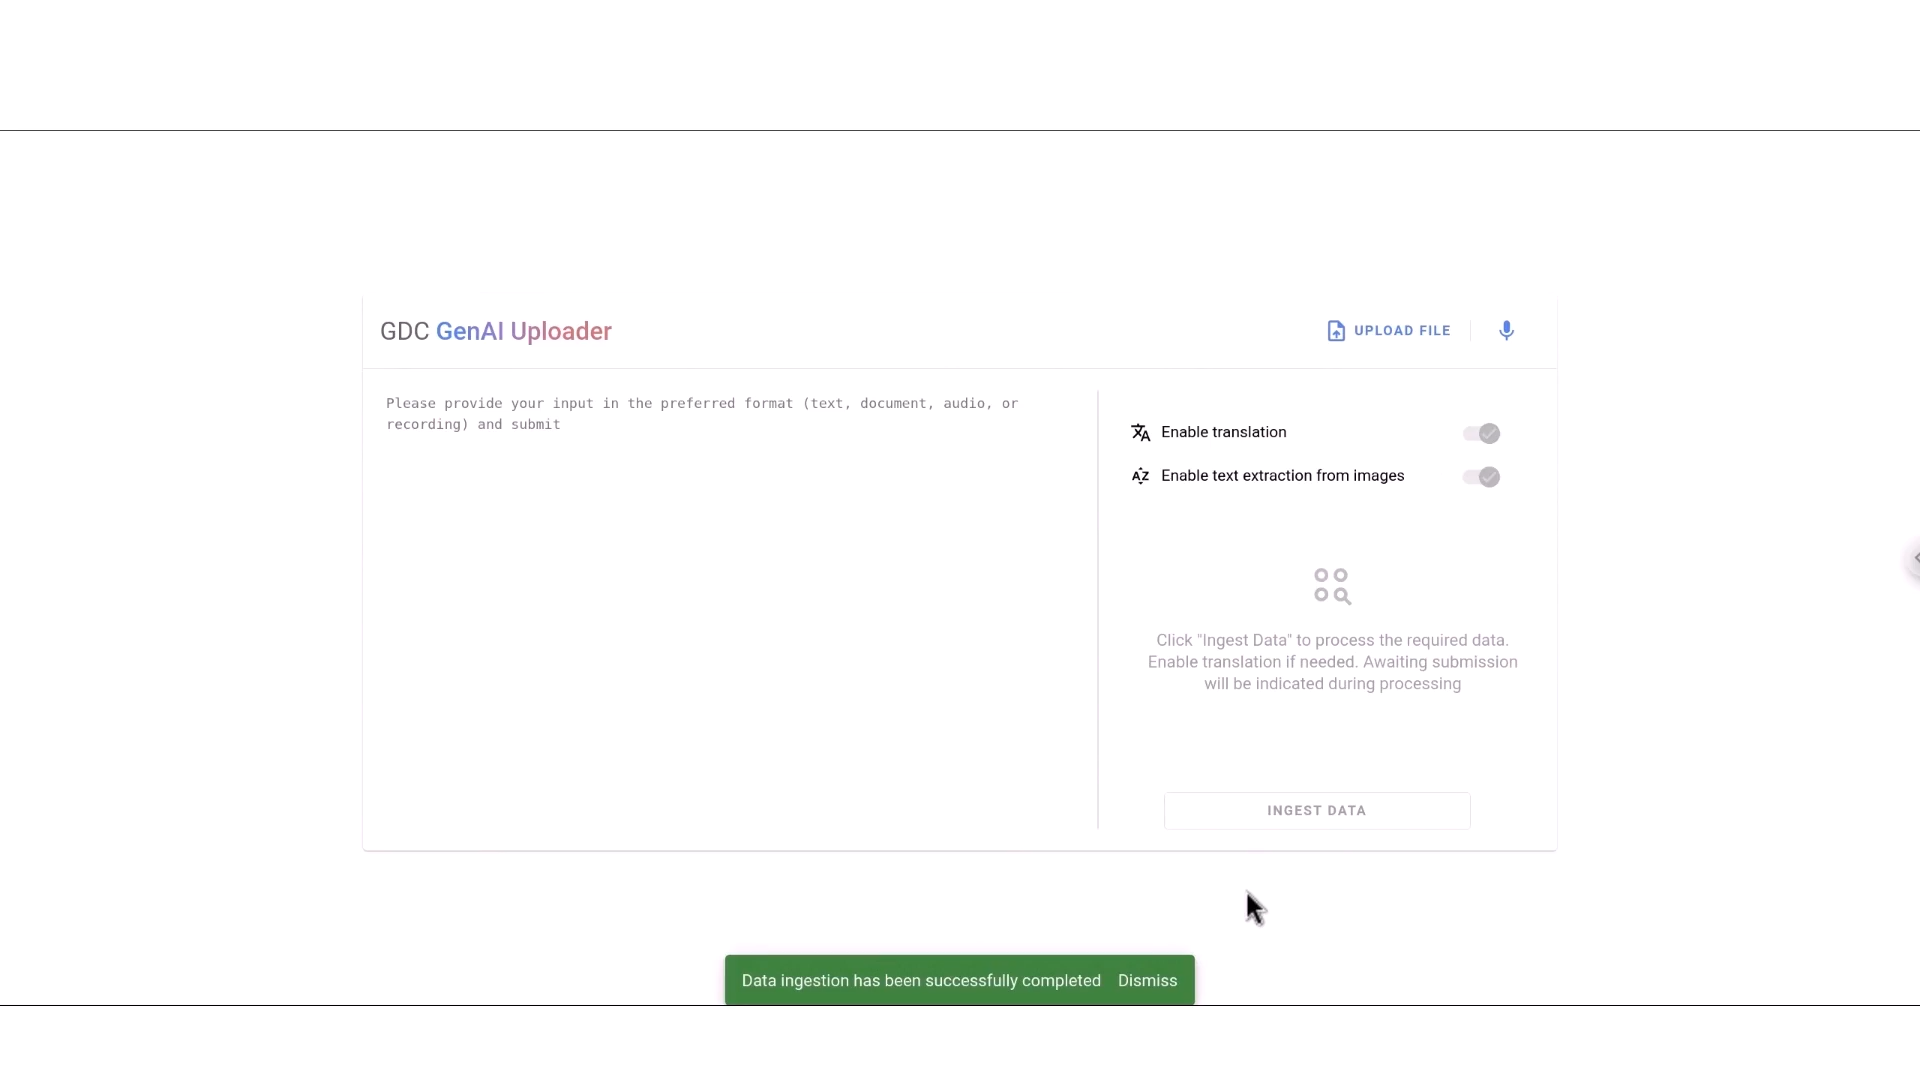 GDC GenAI Uploader
UPLOAD FILE
Please provide your input in the preferred format (text, document, audio, or
recording) and submit
Enable translation
Enable text extraction from images
Click "Ingest Data" to process the required data.
Enable translation if needed. Awaiting submission
will be indicated during processing
INGEST DATA
Data ingestion has been successfully completed Dismiss